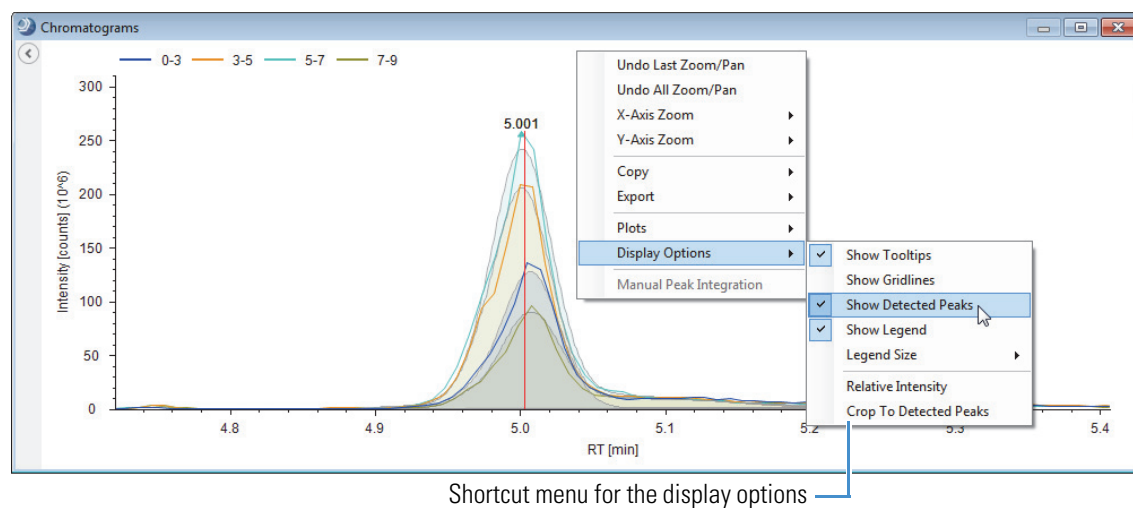 Chromatograms
0-3 3-5 5-7 7-9
Intensity [counts] (10^6)
300
250
200
150
100
50
0
5.001
4.8 4.9 5.0 5.1 5.2 5.3 5.4
RT [min]
Undo Last Zoom/Pan
Undo All Zoom/Pan
X-Axis Zoom
Y-Axis Zoom
Copy
Export
Plots
Display Options
Manual Peak Integration
Show Tooltips
Show Gridlines
Show Detected Peaks
Show Legend
Legend Size
Relative Intensity
Crop To Detected Peaks
Shortcut menu for the display options